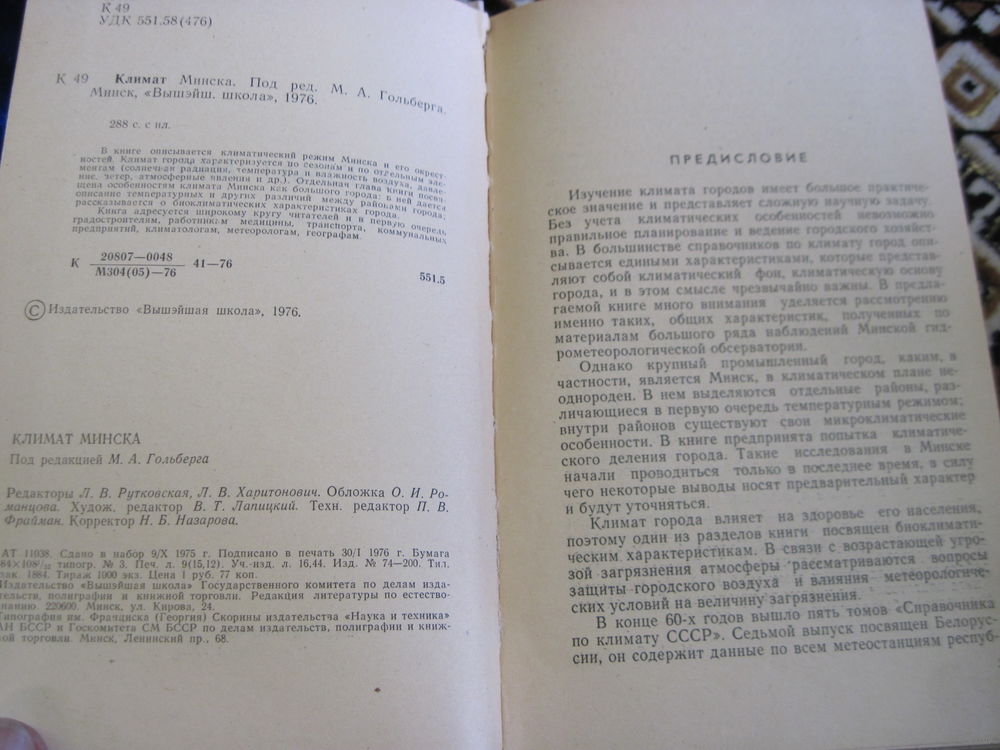 К 49
УДК 551.58(476)
К 49 Климат Минска. Под ред. М. А. Гольберга.
Минск, «Вышэйш. школа», 1976.
288 с. с ил.
В книге описывается климатический режим Минска и его окрест-
ностей. Климат города характеризуется по сезонам и по отдельным эле-
ментам (солнечная радиация, температура и влажность воздуха, давле-
ние, ветер, атмосферные явления и др.). Отдельная глава книги посвя-
щена особенностям климата Минска как большого города: в ней дается
описание температурных и других различий между районами города;
рассказывается о биоклиматических характеристиках города.
Книга адресуется широкому кругу читателей и в первую очередь
градостроителям, работникам медицины, транспорта, коммунальных
предприятий, климатологам, метеорологам, географам.
К 20807—0048 / М304(05)—76 41—76
551.5
© Издательство «Вышэйшая школа», 1976.
КЛИМАТ МИНСКА
Под редакцией М. А. Гольберга
Редакторы Л. В. Рутковская, Л. В. Харитонович. Обложка О. И. Ро-
манцова. Худож. редактор В. Т. Лапицкий. Техн. редактор П. В.
Фрайман. Корректор Н. Б. Назарова.
АТ 11038. Сдано в набор 9/X 1975 г. Подписано в печать 30/I 1976 г. Бумага
84×108¹/₃₂ типогр. № 3. Печ. л. 9(15,12). Уч.-изд. л. 16,44. Изд. № 74—200. Тип.
зак. 1884. Тираж 1000 экз. Цена 1 руб. 77 коп.
Издательство «Вышэйшая школа» Государственного комитета по делам изда-
тельств, полиграфии и книжной торговли. Редакция литературы по естество-
знанию. 220600. Минск, ул. Кирова, 24.
Типография им. Франциска (Георгия) Скорины издательства «Наука и техника»
АН БССР и Госкомитета СМ БССР по делам издательств, полиграфии и книж-
ной торговли. Минск, Ленинский пр., 68.
ПРЕДИСЛОВИЕ
Изучение климата городов имеет большое практиче-
ское значение и представляет сложную научную задачу.
Без учета климатических особенностей невозможно
правильное планирование и ведение городского хозяйст-
ва. В большинстве справочников по климату город опи-
сывается едиными характеристиками, которые представ-
ляют собой климатический фон, климатическую основу
города, и в этом смысле чрезвычайно важны. В предла-
гаемой книге много внимания уделяется рассмотрению
именно таких, общих характеристик, полученных по
материалам большого ряда наблюдений Минской гид-
рометеорологической обсерватории.
Однако крупный промышленный город, каким, в
частности, является Минск, в климатическом плане не-
однороден. В нем выделяются отдельные районы, раз-
личающиеся в первую очередь температурным режимом;
внутри районов существуют свои микроклиматические
особенности. В книге предпринята попытка климатиче-
ского деления города. Такие исследования в Минске
начали проводиться только в последнее время, в силу
чего некоторые выводы носят предварительный характер
и будут уточняться.
Климат города влияет на здоровье его населения,
поэтому один из разделов книги посвящен биоклимати-
ческим характеристикам. В связи с возрастающей угро-
зой загрязнения атмосферы рассматриваются вопросы
защиты городского воздуха и влияния метеорологиче-
ских условий на величину загрязнения.
В конце 60-х годов вышло пять томов «Справочника
по климату СССР». Седьмой выпуск посвящен Белорус-
сии, он содержит данные по всем метеостанциям респуб-